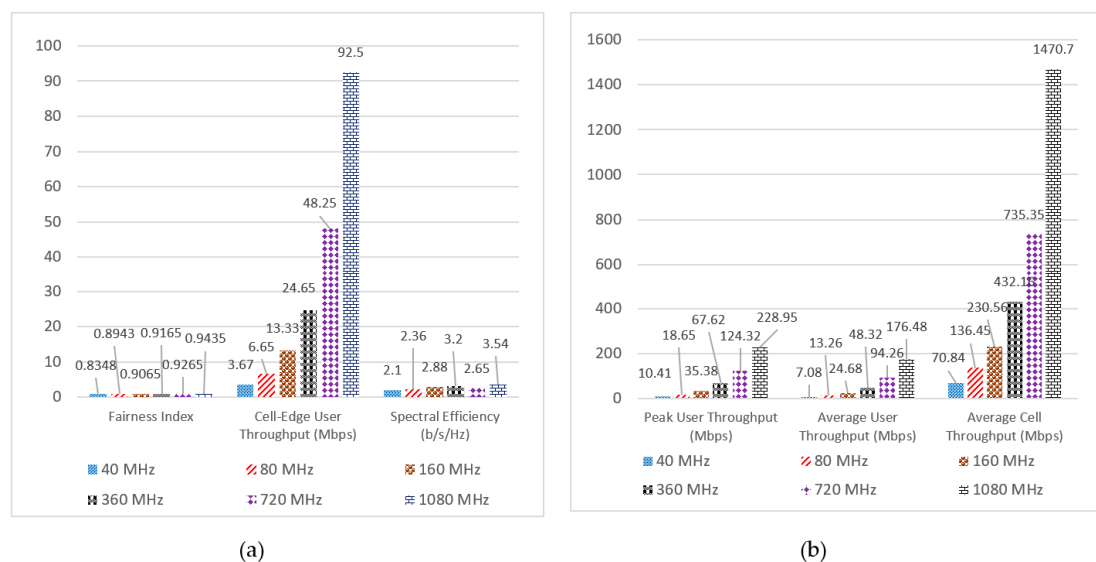 100
92.5
90
80
70
60
50
48.25
40
30
24.65
20
13.33
10
0.8943
0.9165
6.65
0.8348
0.9065
0.9265
0.9435
3.67
2.1
2.36
2.88
3.2
2.65
3.54
0
Fairness Index
Cell-Edge User
Throughput (Mbps)
Spectral Efficiency
(b/s/Hz)
40 MHz
80 MHz
160 MHz
360 MHz
720 MHz
1080 MHz
(a)
1600
1470.7
1400
1200
1000
800
735.35
600
432.18
400
230.56
228.95
67.62
124.32
176.48
136.45
200
10.41
18.65
35.38
7.08
13.26
24.68
48.32
94.26
70.84
0
Peak User Throughput
(Mbps)
Average User
Throughput (Mbps)
Average Cell
Throughput (Mbps)
40 MHz
80 MHz
160 MHz
360 MHz
720 MHz
1080 MHz
(b)